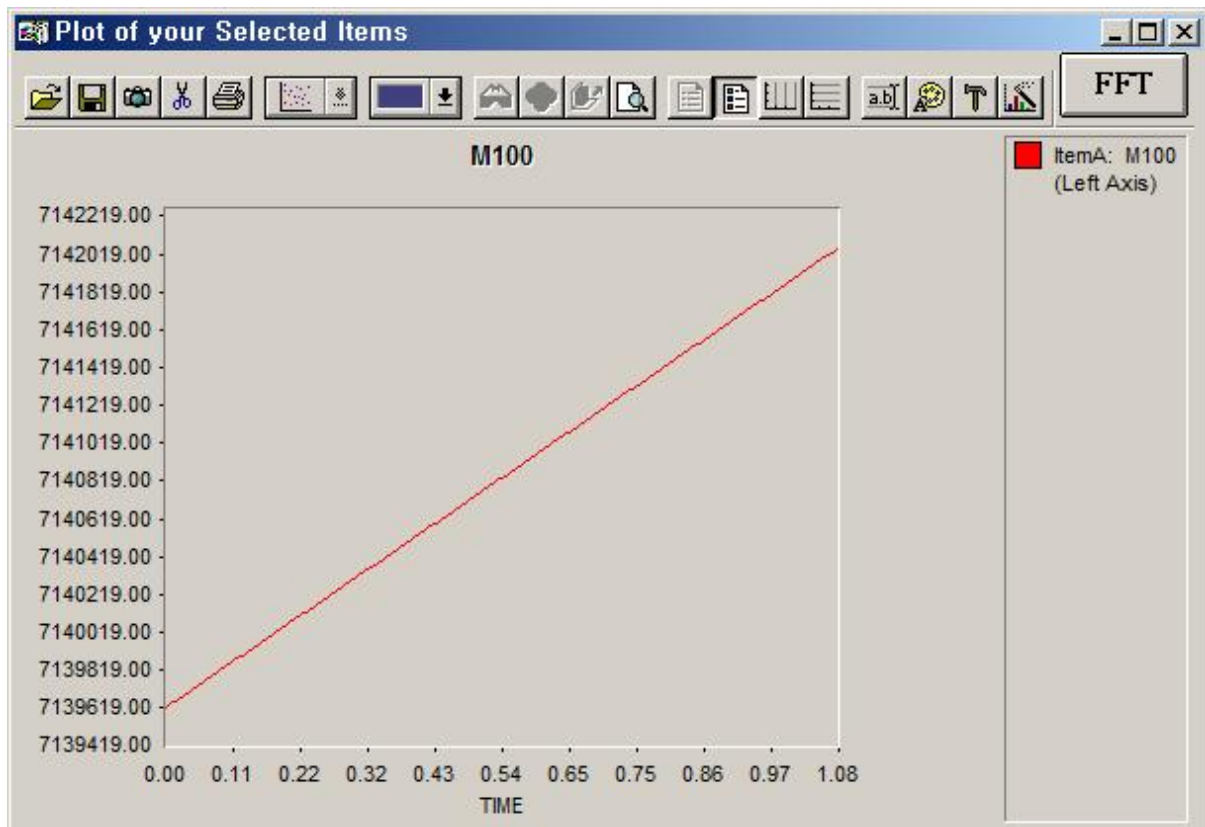 Plot of your Selected Items
a.b
A
FFT
M100
ItemA: M100
(Left Axis)
7142219.00
7142019.00
7141819.00
7141619.00
7141419.00
7141219.00
7141019.00
7140819.00
7140619.00
7140419.00
7140219.00
7140019.00
7139819.00
7139619.00
7139419.00
0.00 0.11 0.22 0.32 0.43 0.54 0.65 0.75 0.86 0.97 1.08
TIME